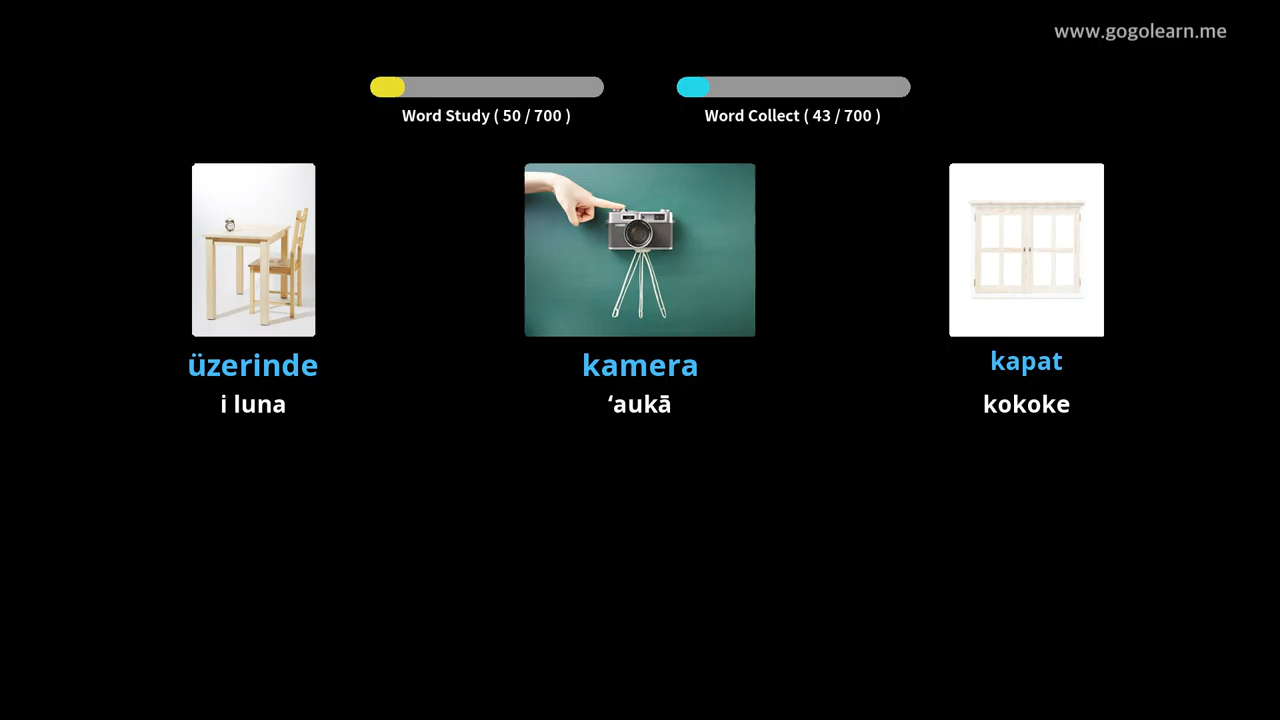 www.gogolearn.me
Word Study ( 50 / 700 )
Word Collect ( 43 / 700 )
üzerinde
i luna
kamera
ʻaukā
kapat
kokoke